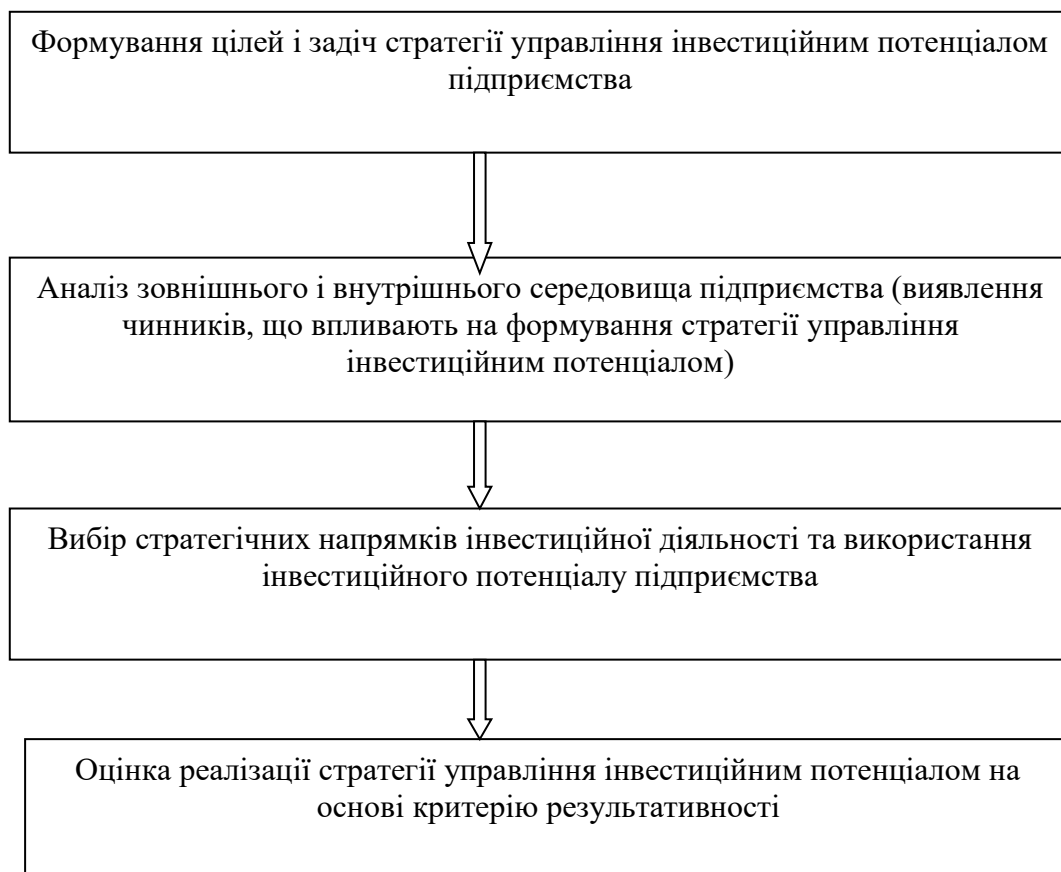 Формування цілей і задіч стратегії управління інвестиційним потенціалом
підприємства
Аналіз зовнішнього і внутрішнього середовища підприємства (виявлення
чинників, що впливають на формування стратегії управління
інвестиційним потенціалом)
Вибір стратегічних напрямків інвестиційної діяльності та використання
інвестиційного потенціалу підприємства
Оцінка реалізації стратегії управління інвестиційним потенціалом на
основі критерію результативності